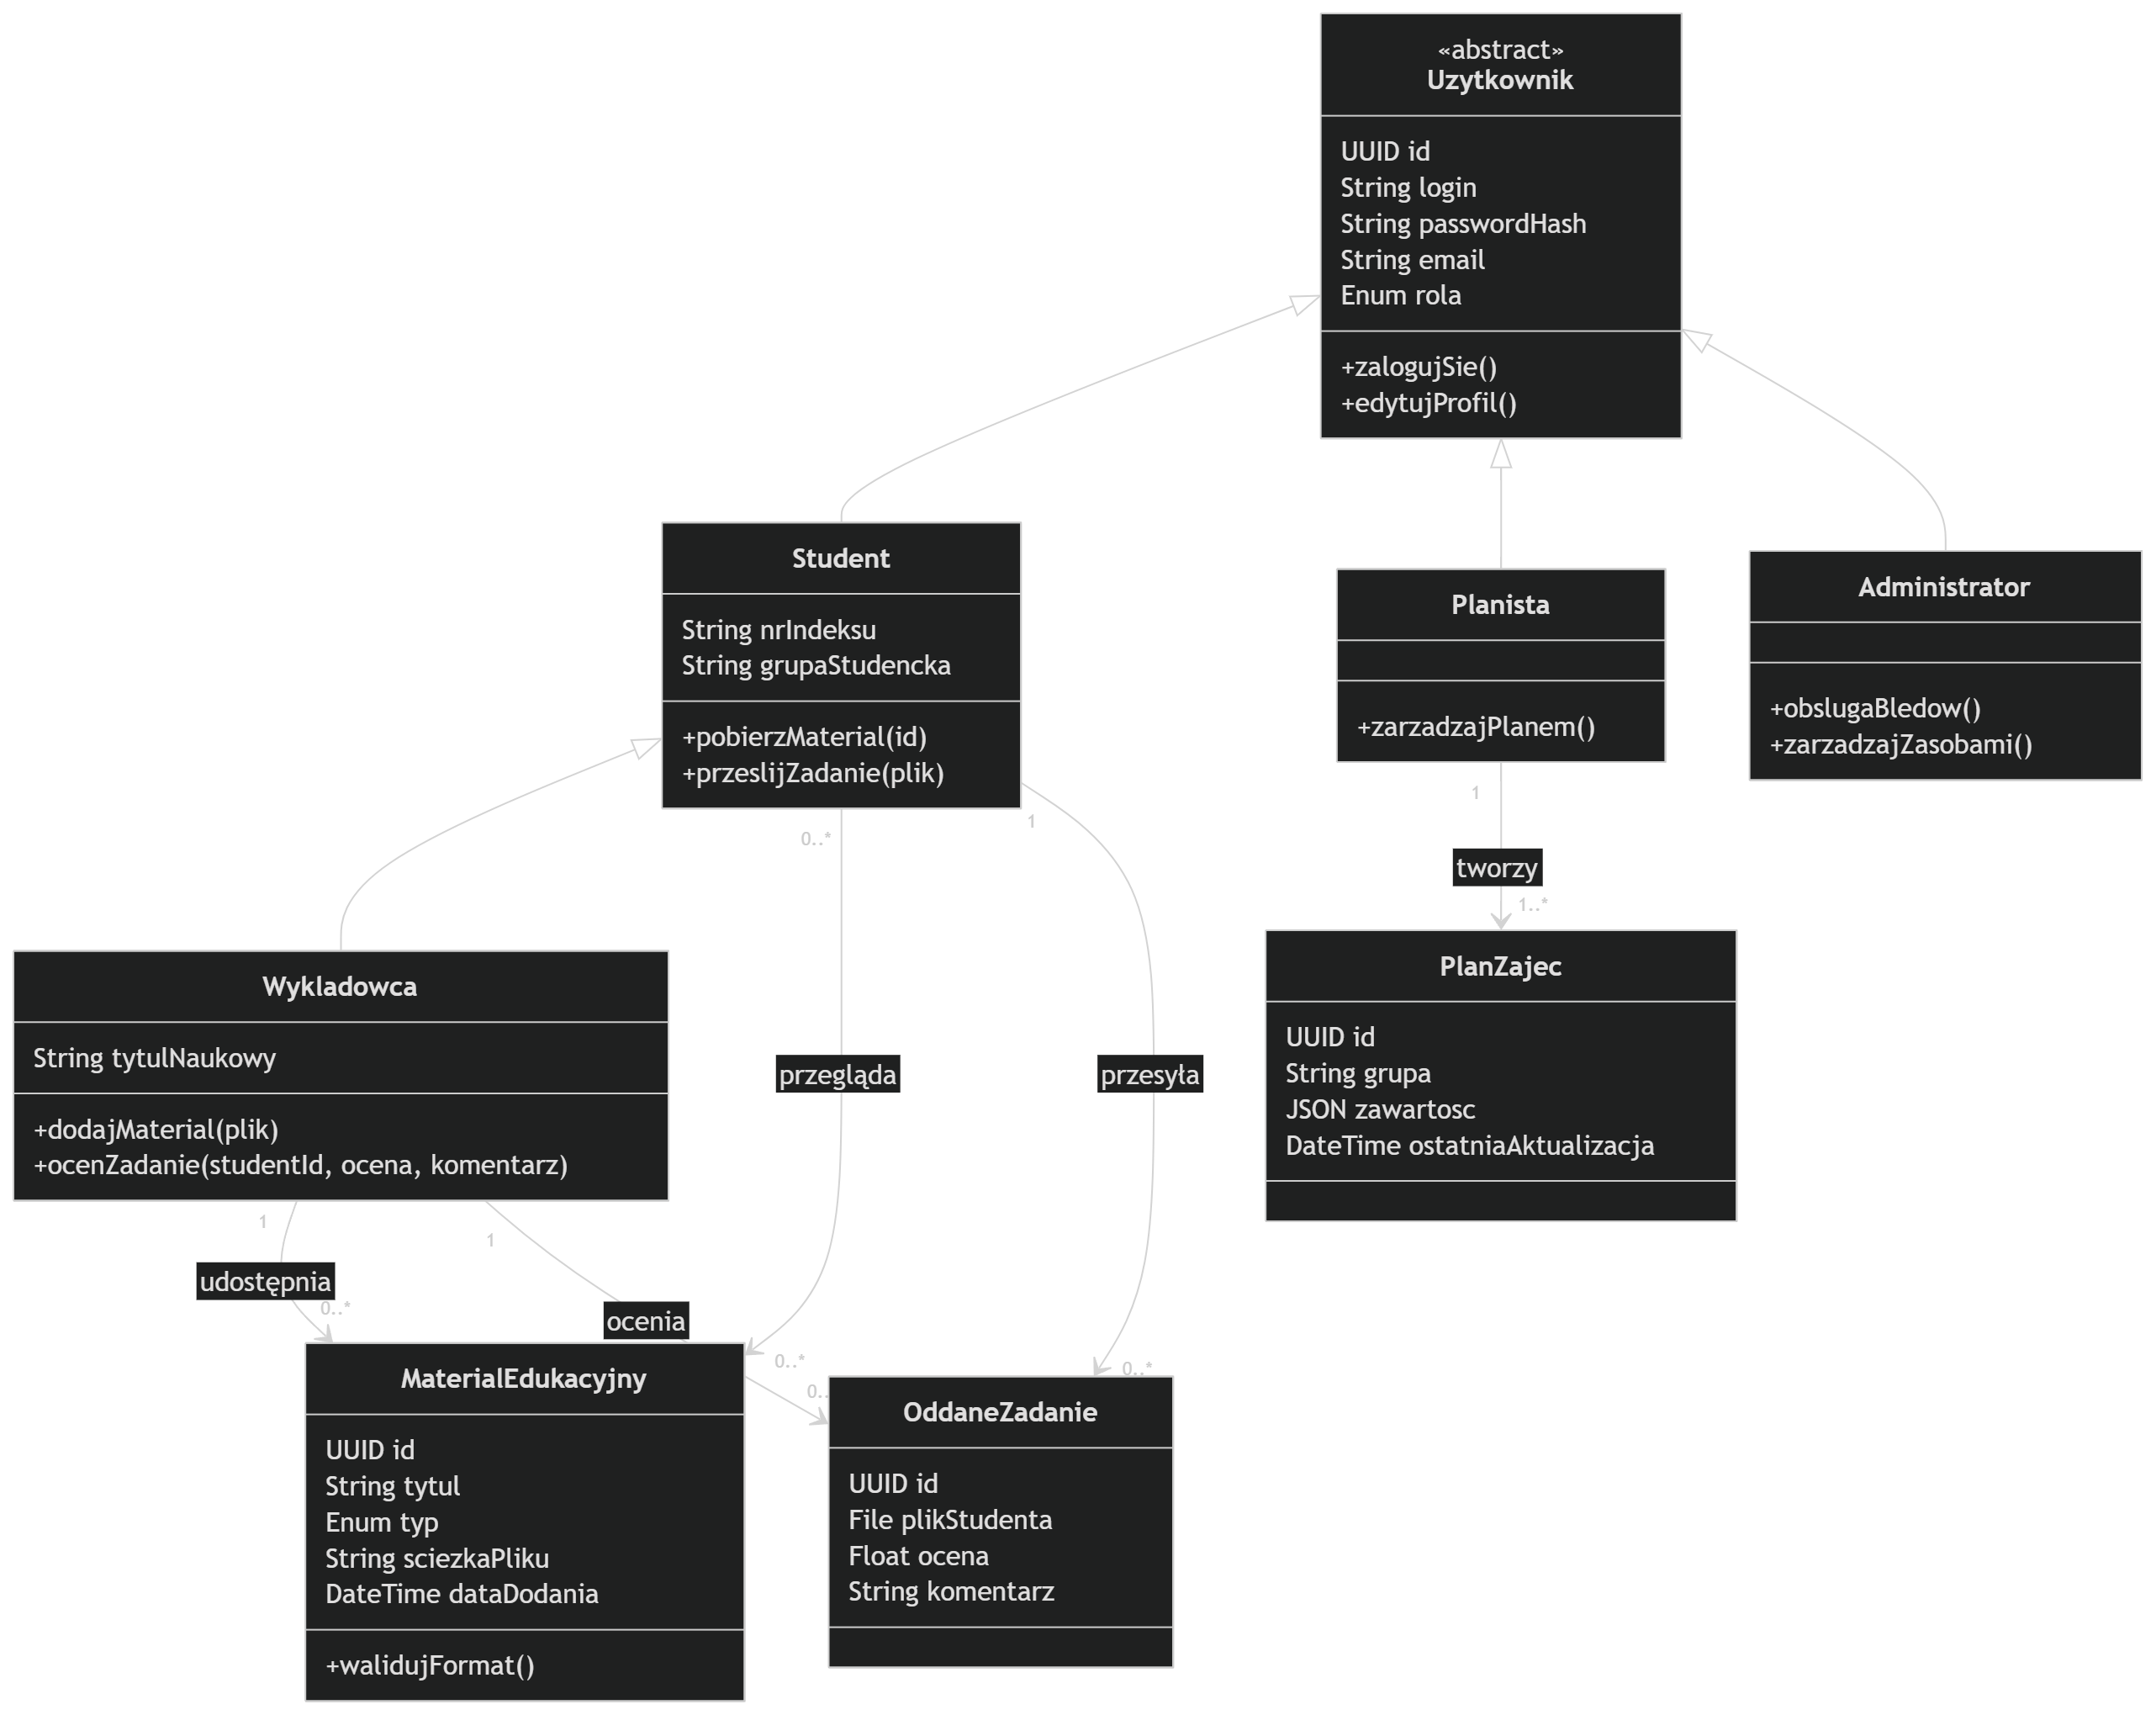 «abstract»
Uzytkownik
UUID id
String login
String passwordHash
String email
Enum rola
+zalogujSie()
+edytujProfil()
Student
String nrIndeksu
String grupaStudencka
+pobierzMaterial(id)
+przeslijZadanie(plik)
Planista
+zarzadzajPlanem()
Administrator
+obslugaBledow()
+zarzadzajZasobami()
0..*
1
1
tworzy
1..*
Wykladowca
String tytulNaukowy
+dodajMaterial(plik)
+ocenZadanie(studentId, ocena, komentarz)
przegląda
przesyła
PlanZajec
UUID id
String grupa
JSON zawartosc
DateTime ostatniaAktualizacja
1
1
udostępnia
0..*
ocenia
0..*
0..
0..*
MaterialEdukacyjny
UUID id
String tytul
Enum typ
String sciezkaPliku
DateTime dataDodania
+walidujFormat()
OddaneZadanie
UUID id
File plikStudenta
Float ocena
String komentarz